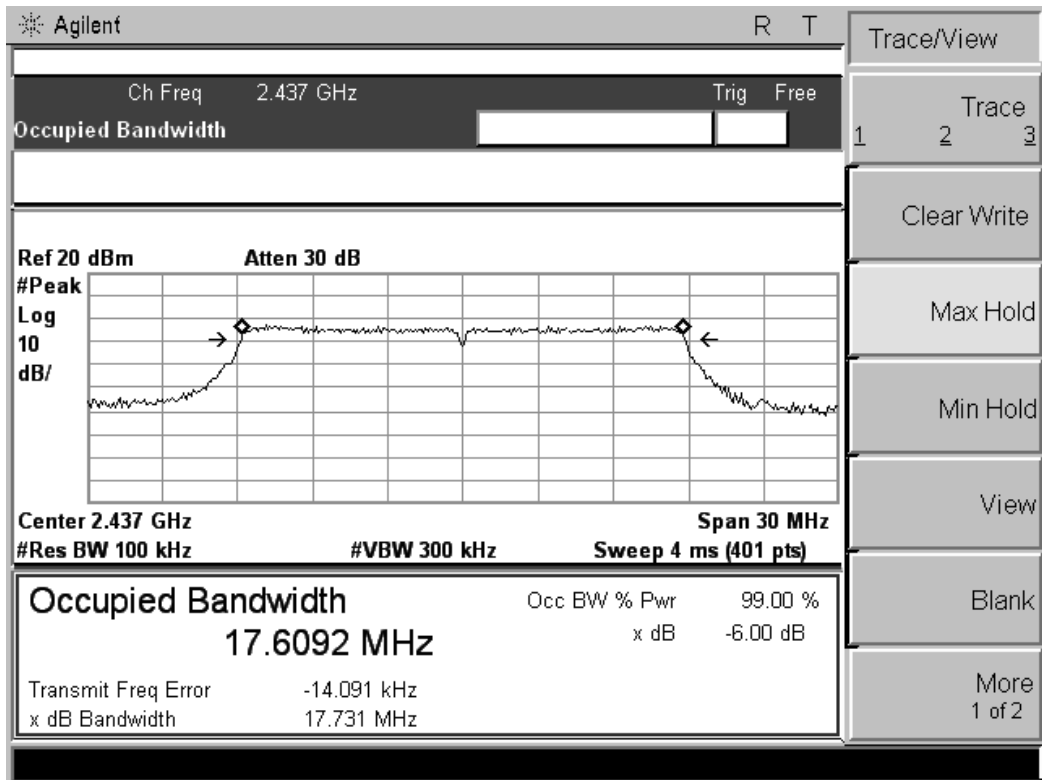 Agilent R T
Trace/View
Ch Freq 2.437 GHz Trig Free
Occupied Bandwidth
Trace
1 2 3
Clear Write
Ref 20 dBm Atten 30 dB
#Peak
Log
10
dB/
Max Hold
Min Hold
View
Center 2.437 GHz Span 30 MHz
#Res BW 100 kHz #VBW 300 kHz Sweep 4 ms (401 pts)
Occupied Bandwidth Occ BW % Pwr 99.00 %
17.6092 MHz x dB -6.00 dB
Blank
Transmit Freq Error -14.091 kHz
x dB Bandwidth 17.731 MHz
More
1 of 2